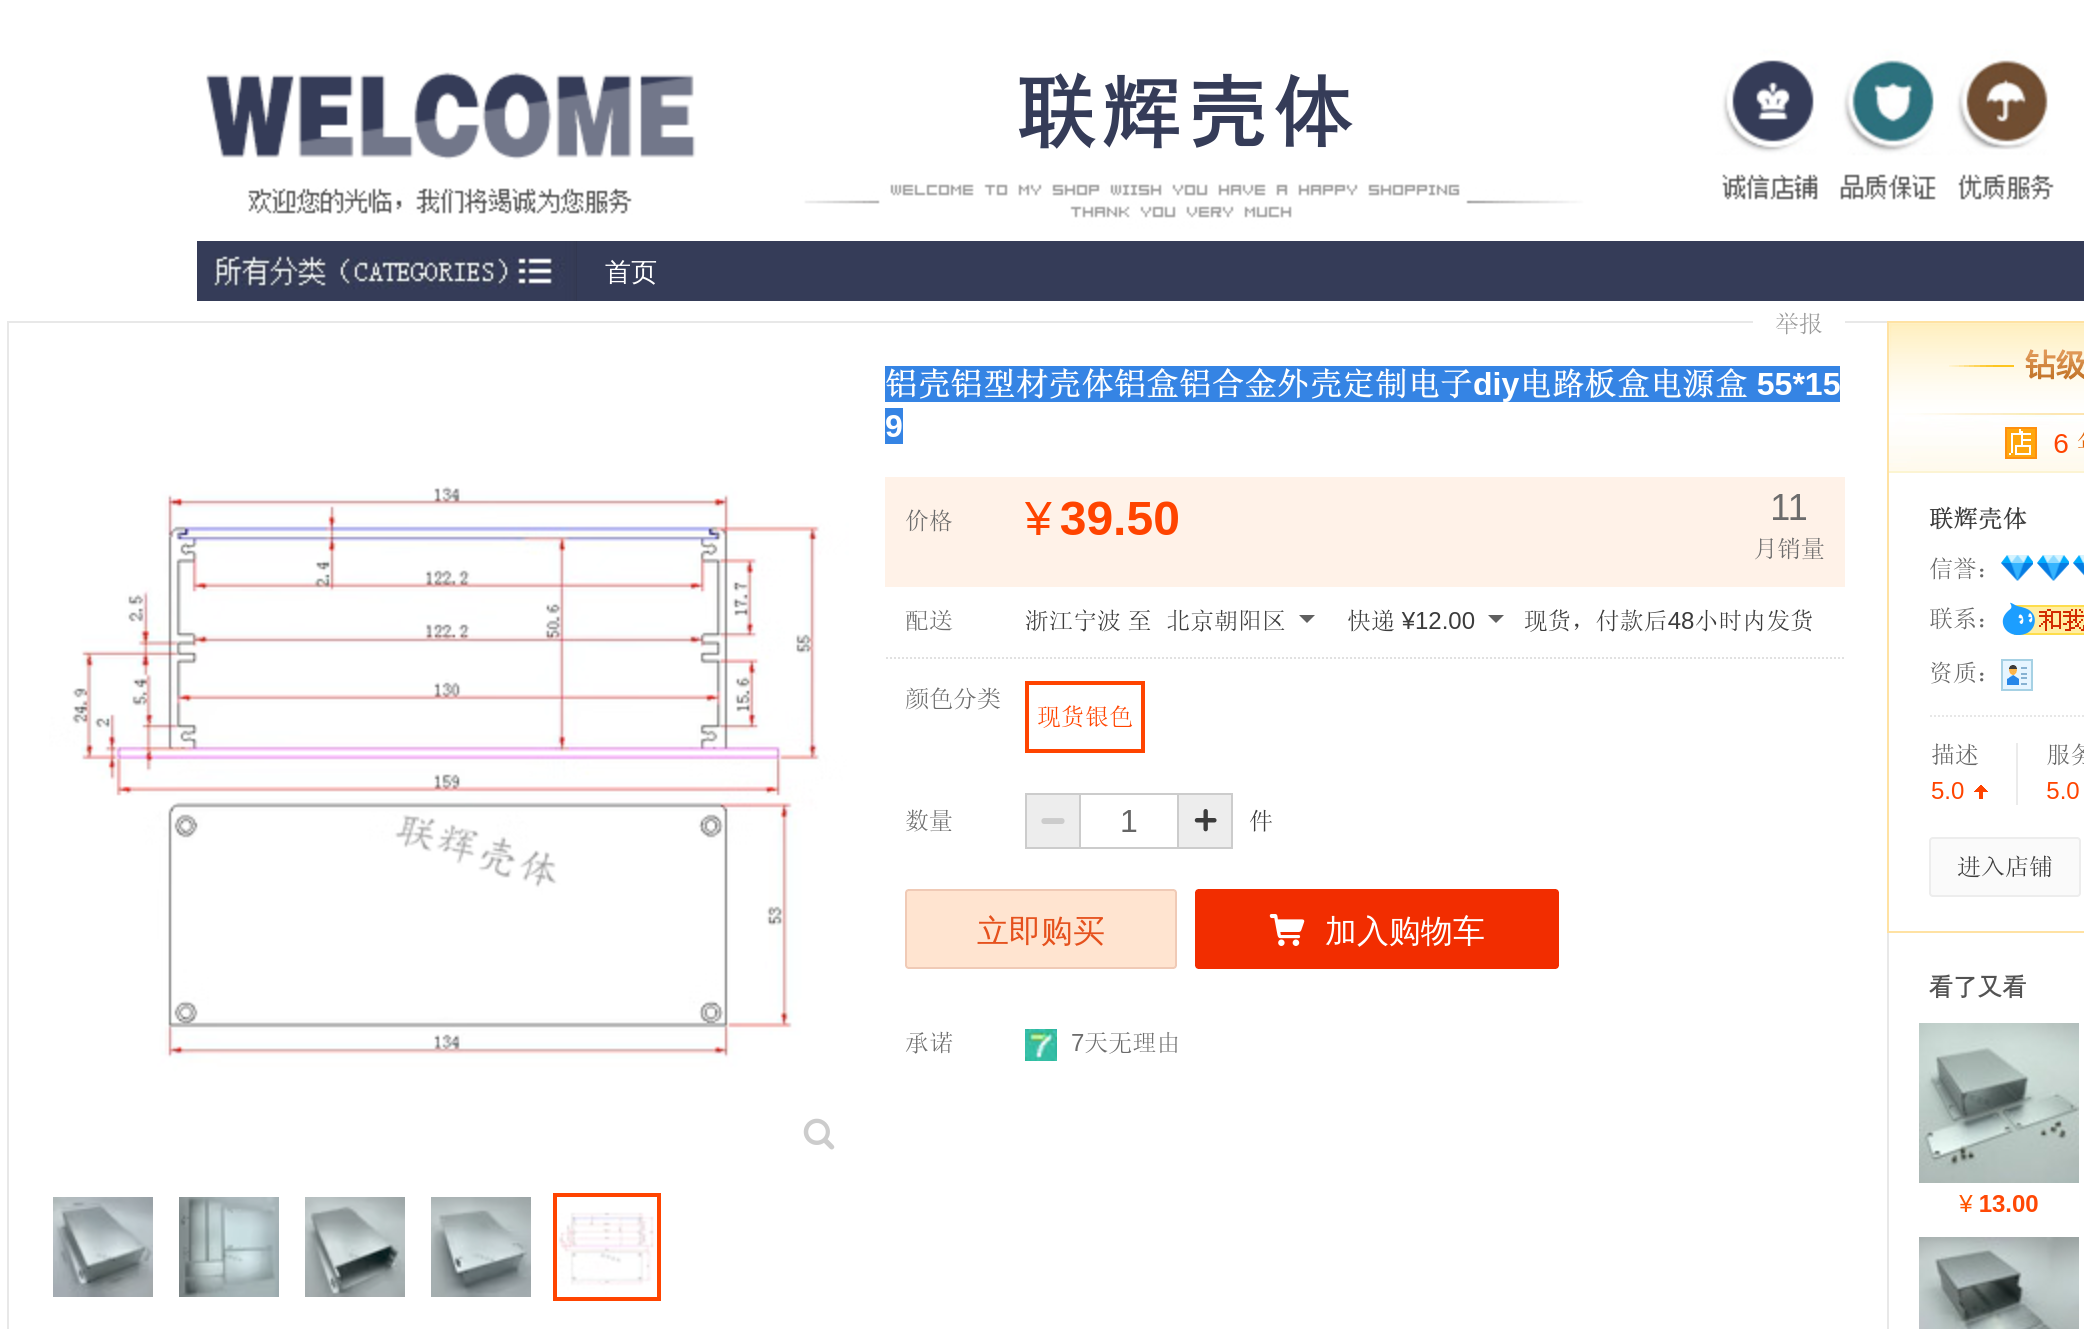 WELCOME
欢迎您的光临，我们将竭诚为您服务
联辉壳体
WELCOME TO MY SHOP WIISH YOU HAVE A HAPPY SHOPPING
THANK YOU VERY MUCH
诚信店铺 品质保证 优质服务
所有分类（CATEGORIES） 首页
举报
铝壳铝型材壳体铝盒铝合金外壳定制电子diy电路板盒电源盒 55*15
9
价格 ¥39.50
11
月销量
配送 浙江宁波 至 北京朝阳区 快递 ¥12.00 现货，付款后48小时内发货
颜色分类 现货银色
数量 1 件
立即购买 加入购物车
承诺 7 7天无理由
134
2.4
122.2
2.5
17.7
122.2
50.6
55
130
5.4
15.6
24.9
2
159
联辉壳体
53
134
钻级
店 6
联辉壳体
信誉：
联系： 和我
资质：
描述 服务
5.0 5.0
进入店铺
看了又看
¥13.00